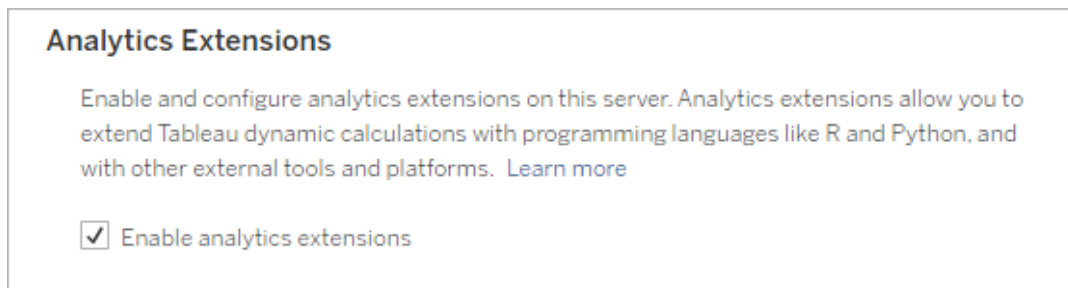 Analytics Extensions
Enable and configure analytics extensions on this server. Analytics extensions allow you to
extend Tableau dynamic calculations with programming languages like R and Python, and
with other external tools and platforms. Learn more
Enable analytics extensions